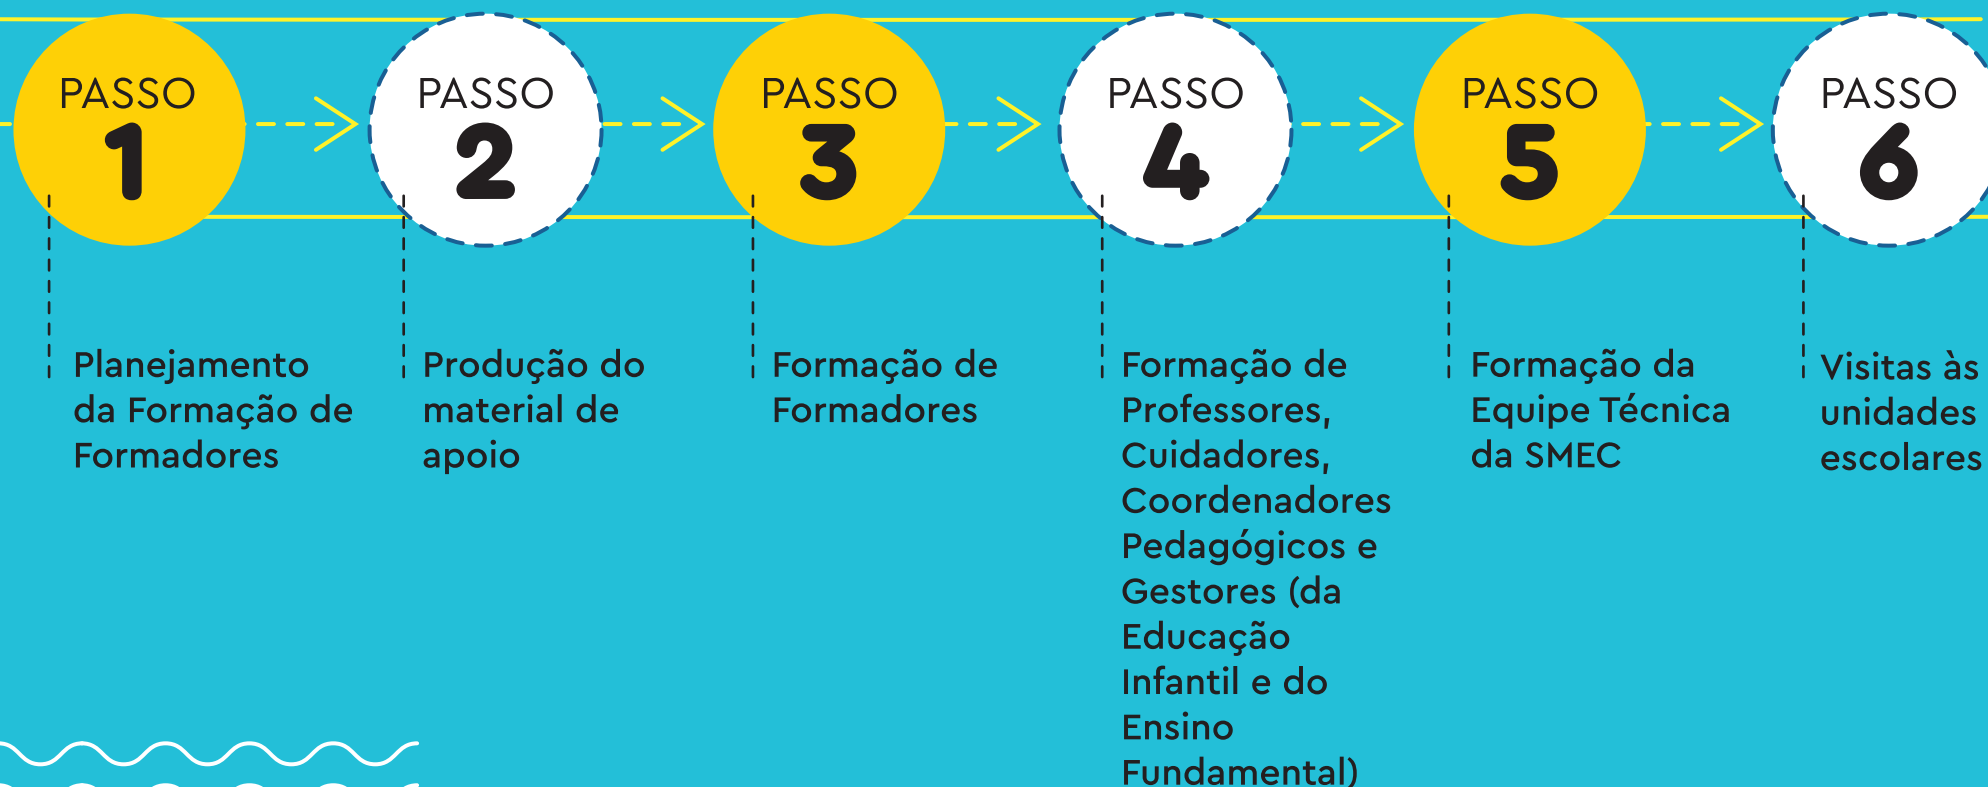 PASSO
1
Planejamento
da Formação de
Formadores
PASSO
2
Produção do
material de
apoio
PASSO
3
Formação de
Formadores
PASSO
4
Formação de
Professores,
Cuidadores,
Coordenadores
Pedagógicos e
Gestores (da
Educação
Infantil e do
Ensino
Fundamental)
PASSO
5
Formação da
Equipe Técnica
da SMEC
PASSO
6
Visitas às
unidades
escolares